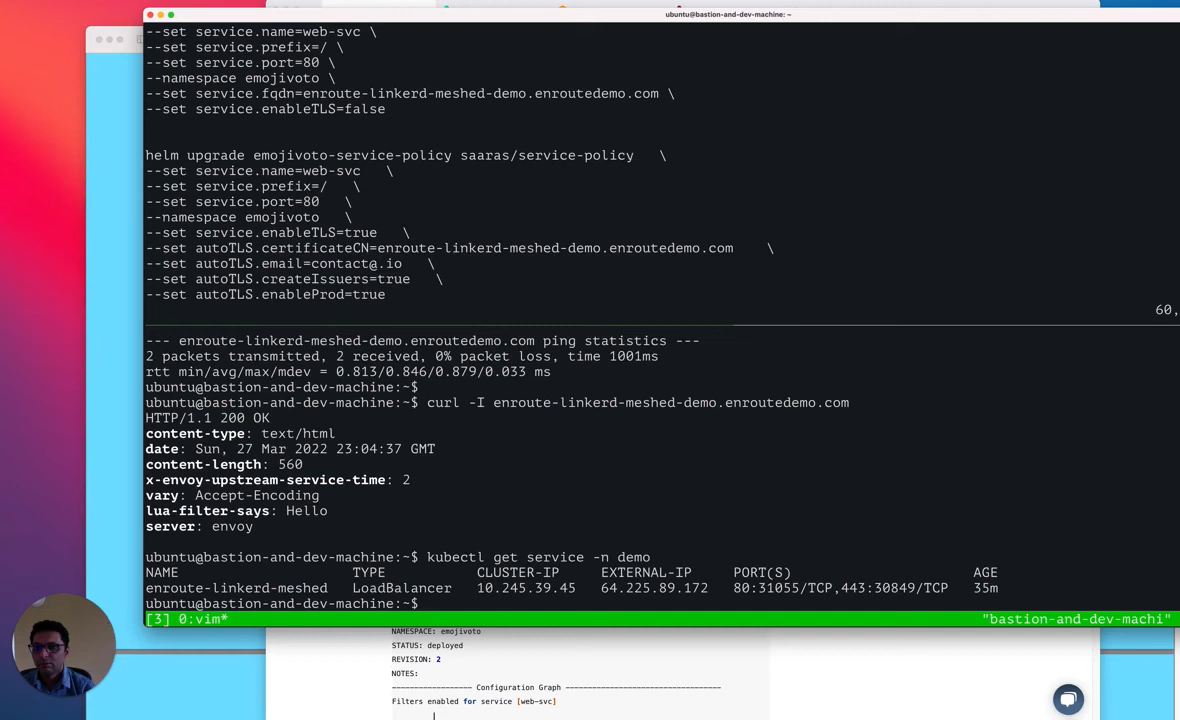 ubuntu@bastion-and-dev-machine: ~
--set service.name=web-svc \
--set service.prefix=/ \
--set service.port=80 \
--namespace emojivoto \
--set service.fqdn=enroute-linkerd-meshed-demo.enroutedemo.com \
--set service.enableTLS=false
helm upgrade emojivoto-service-policy saaras/service-policy \
--set service.name=web-svc \
--set service.prefix=/ \
--set service.port=80 \
--namespace emojivoto \
--set service.enableTLS=true \
--set autoTLS.certificateCN=enroute-linkerd-meshed-demo.enroutedemo.com \
--set autoTLS.email=contact@.io \
--set autoTLS.createIssuers=true \
--set autoTLS.enableProd=true
60,
--- enroute-linkerd-meshed-demo.enroutedemo.com ping statistics ---
2 packets transmitted, 2 received, 0% packet loss, time 1001ms
rtt min/avg/max/mdev = 0.813/0.846/0.879/0.033 ms
ubuntu@bastion-and-dev-machine:~$
ubuntu@bastion-and-dev-machine:~$ curl -I enroute-linkerd-meshed-demo.enroutedemo.com
HTTP/1.1 200 OK
content-type: text/html
date: Sun, 27 Mar 2022 23:04:37 GMT
content-length: 560
x-envoy-upstream-service-time: 2
vary: Accept-Encoding
lua-filter-says: Hello
server: envoy
ubuntu@bastion-and-dev-machine:~$ kubectl get service -n demo
NAME TYPE CLUSTER-IP EXTERNAL-IP PORT(S) AGE
enroute-linkerd-meshed LoadBalancer 10.245.39.45 64.225.89.172 80:31055/TCP,443:30849/TCP 35m
ubuntu@bastion-and-dev-machine:~$
[3] 0:vim* "bastion-and-dev-machi"
NAMESPACE: emojivoto
STATUS: deployed
REVISION: 2
NOTES:
------------------ Configuration Graph -----------------------------------
Filters enabled for service [web-svc]
|